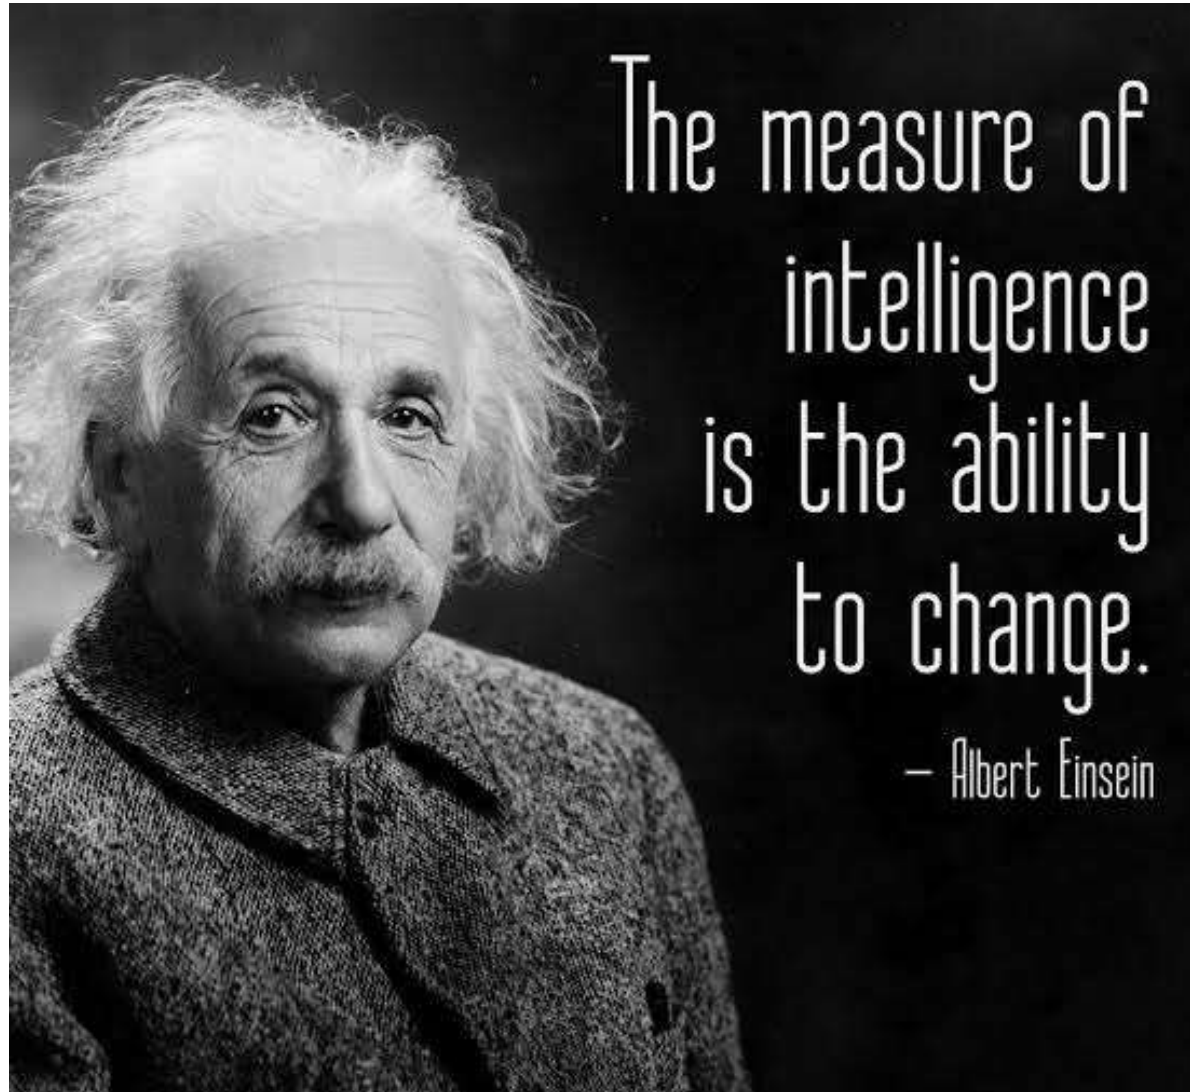 The measure of
intelligence
is the ability
to change.
– Albert Einsein